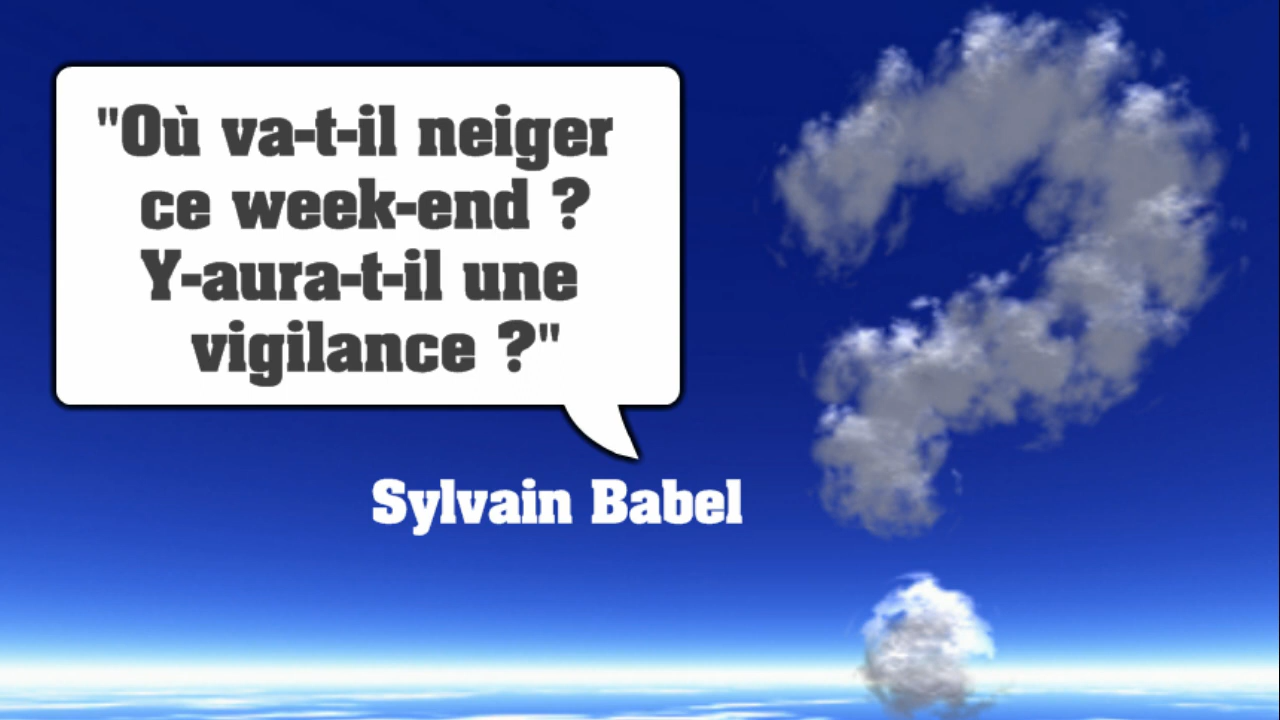 "Où va-t-il neiger
ce week-end ?
Y-aura-t-il une
vigilance ?"
Sylvain Babel